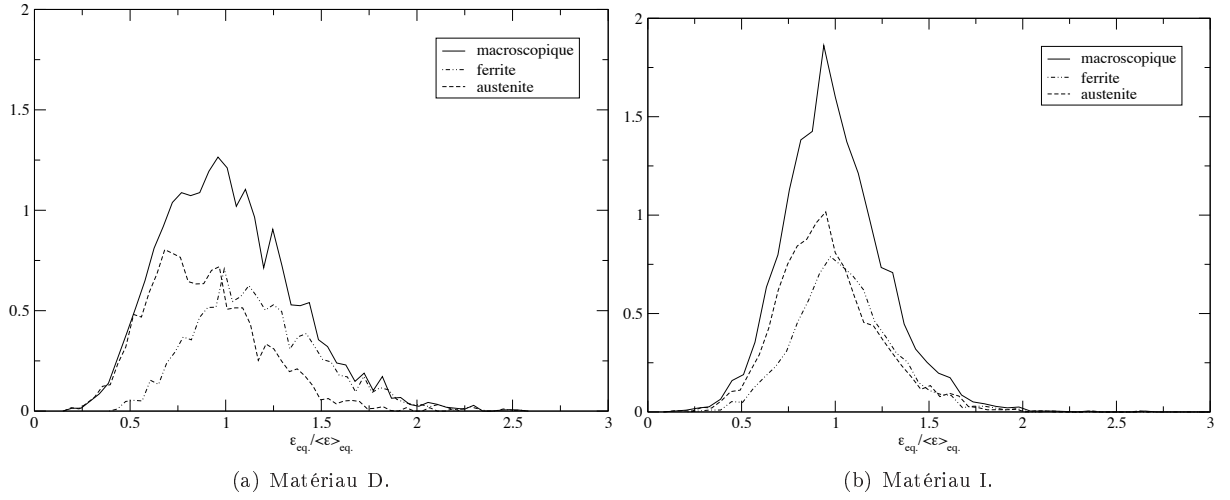 2
1.5
1
0.5
0
0 0.5 1 1.5 2 2.5 3
macroscopique
ferrite
austenite
ε_eq./<ε>_eq.
(a) Matériau D.
2
1.5
1
0.5
0
0 0.5 1 1.5 2 2.5 3
macroscopique
ferrite
austenite
ε_eq./<ε>_eq.
(b) Matériau I.